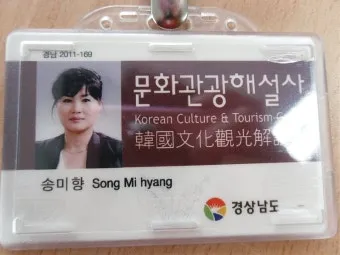 경남 2011-169
문화관광해설사
Korean Culture & Tourism
韓國文化觀光解
송미향 Song Mi hyang
경상남도